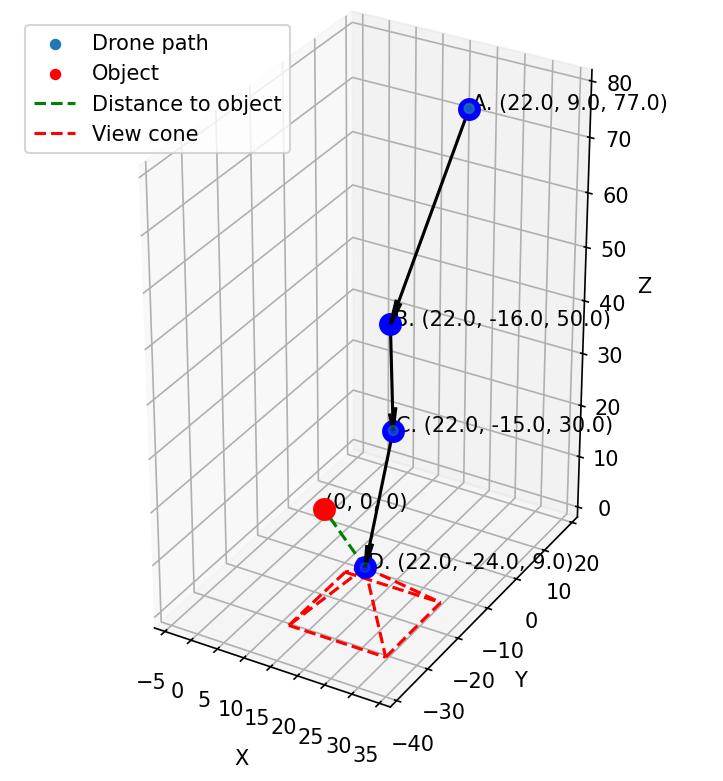 Drone path
Object
Distance to object
View cone
A. (22.0, 9.0, 77.0)
B. (22.0, -16.0, 50.0)
C. (22.0, -15.0, 30.0)
(0, 0, 0)
D. (22.0, -24.0, 9.0)
80
70
60
50
40
30
20
10
0
Z
20
10
0
−10
−20
−30
−40
Y
−5
0
5
10
15
20
25
30
35
X